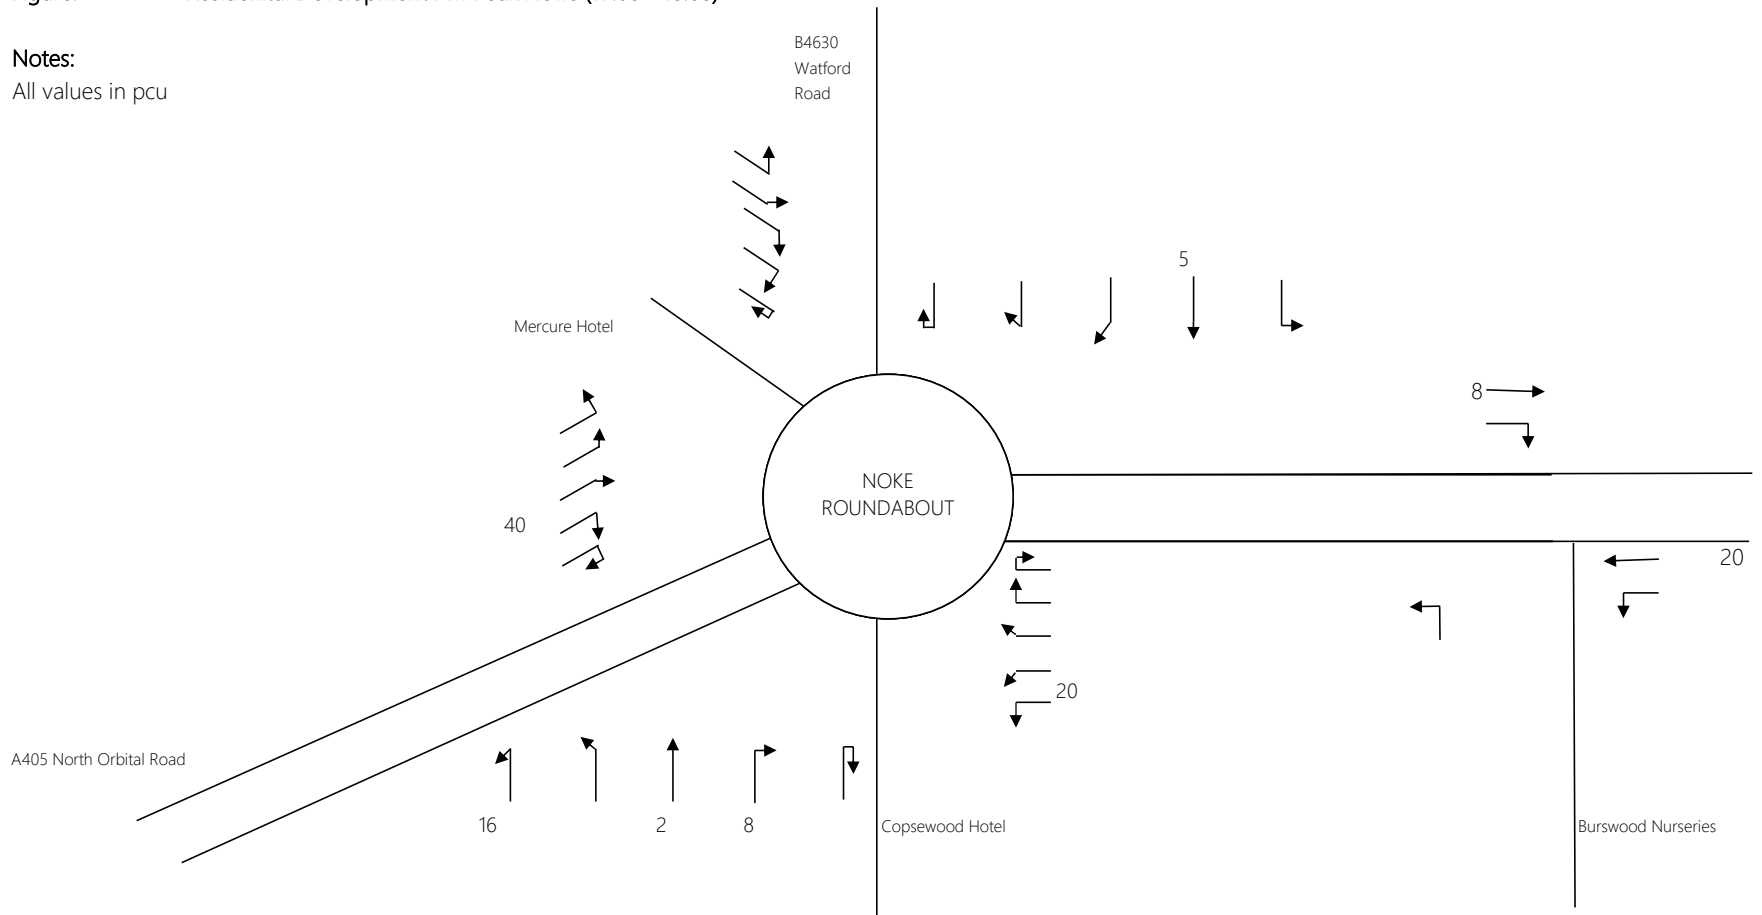 Notes:
All values in pcu
B4630
Watford
Road
5
Mercure Hotel
8
NOKE
ROUNDABOUT
40
20
20
A405 North Orbital Road
16
2
8
Copsewood Hotel
Burswood Nurseries